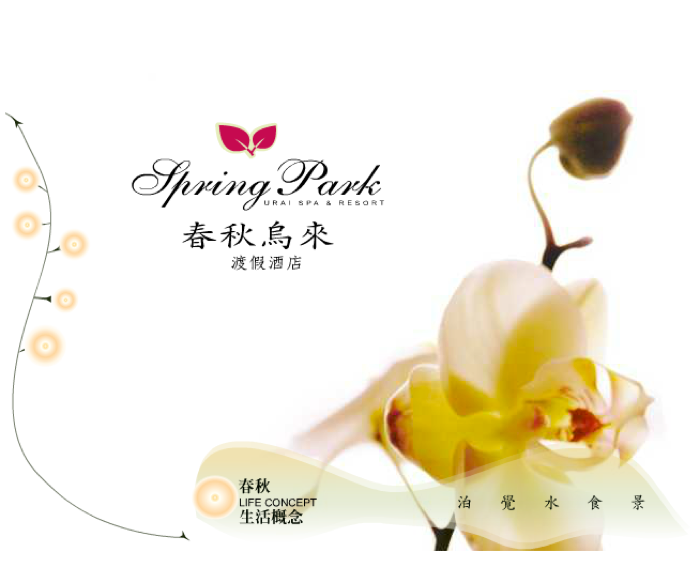 Spring Park
URAI SPA & RESORT
春秋烏來
渡假酒店
春秋
LIFE CONCEPT
生活概念
泊 覺 水 食 景